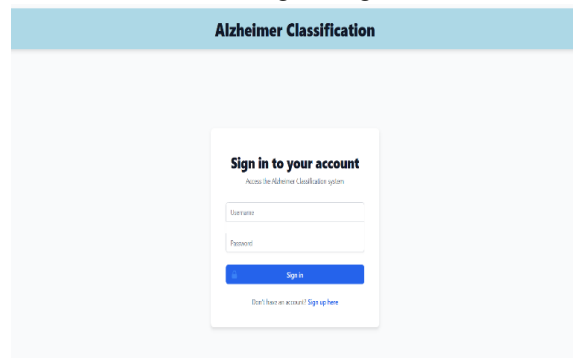 Alzheimer Classification
Sign in to your account
Access the Alzheimer Classification system
Username
Password
Sign in
Don't have an account? Sign up here